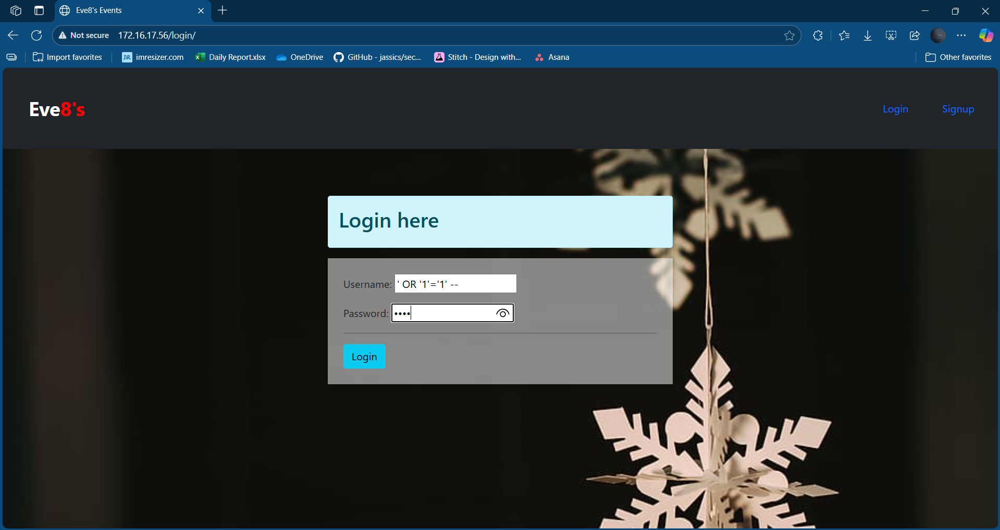 Eve8's Events
Not secure 172.16.17.56/login/
Import favorites
imresizer.com
Daily Report.xlsx
OneDrive
GitHub - jassics/sec...
Stitch - Design with...
Asana
Other favorites
Eve8's
Login
Signup
Login here
Username: ' OR '1'='1' --
Password: ••••
Login